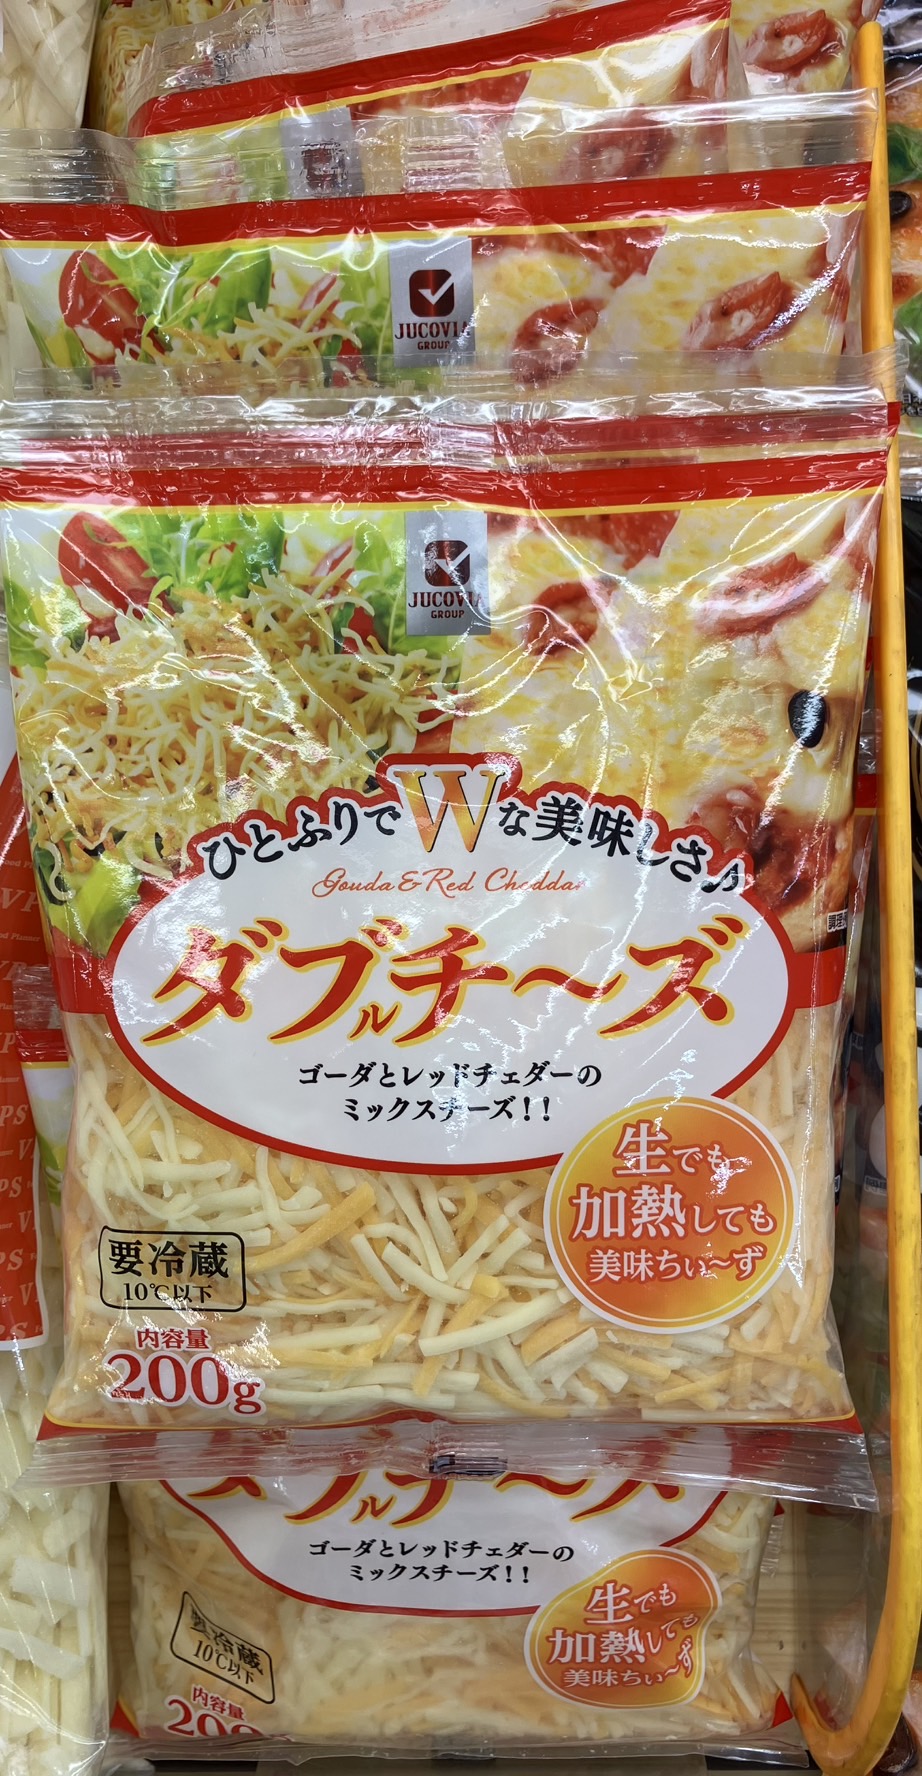 JUCOVIA
GROUP
JUCOVIA
GROUP
ひとふりでWな美味しさ♪
Gouda & Red Cheddar
ダブルチ〜ズ
ゴーダとレッドチェダーの
ミックスチーズ!!
生でも
加熱しても
美味ちぃ〜ず
要冷蔵
10℃以下
内容量
200g
ダブルチ〜ズ
ゴーダとレッドチェダーの
ミックスチーズ!!
生でも
加熱しても
美味ちぃ〜ず
要冷蔵
10℃以下
内容量
200